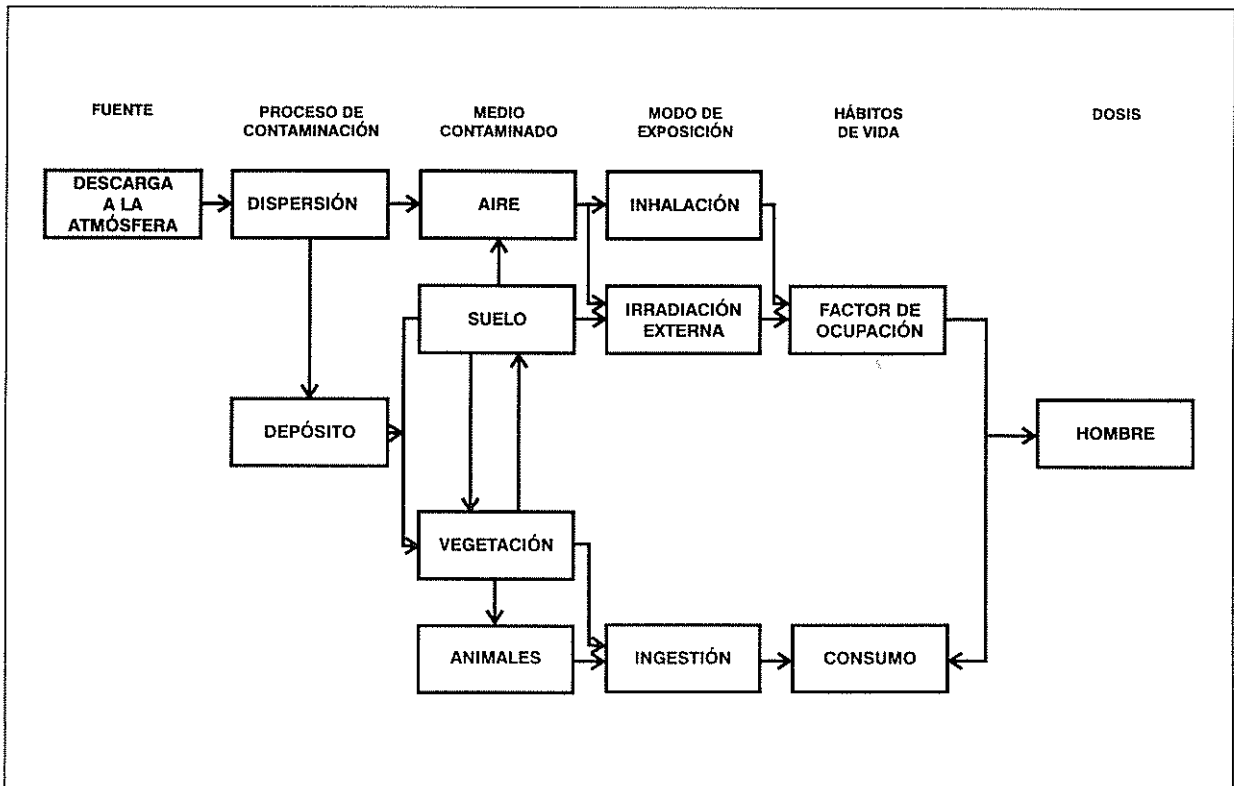 FUENTE
PROCESO DE
CONTAMINACIÓN
MEDIO
CONTAMINADO
MODO DE
EXPOSICIÓN
HÁBITOS
DE VIDA
DOSIS
DESCARGA
A LA
ATMÓSFERA
DISPERSIÓN
AIRE
INHALACIÓN
SUELO
IRRADIACIÓN
EXTERNA
FACTOR DE
OCUPACIÓN
DEPÓSITO
HOMBRE
VEGETACIÓN
ANIMALES
INGESTIÓN
CONSUMO